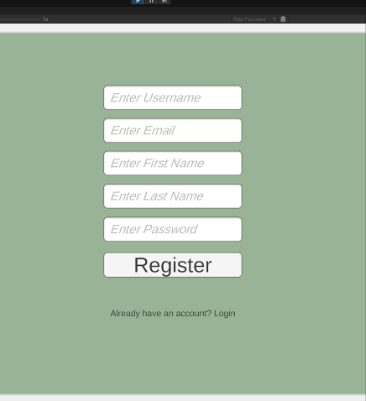 1x
Play Focused
Enter Username
Enter Email
Enter First Name
Enter Last Name
Enter Password
Register
Already have an account? Login